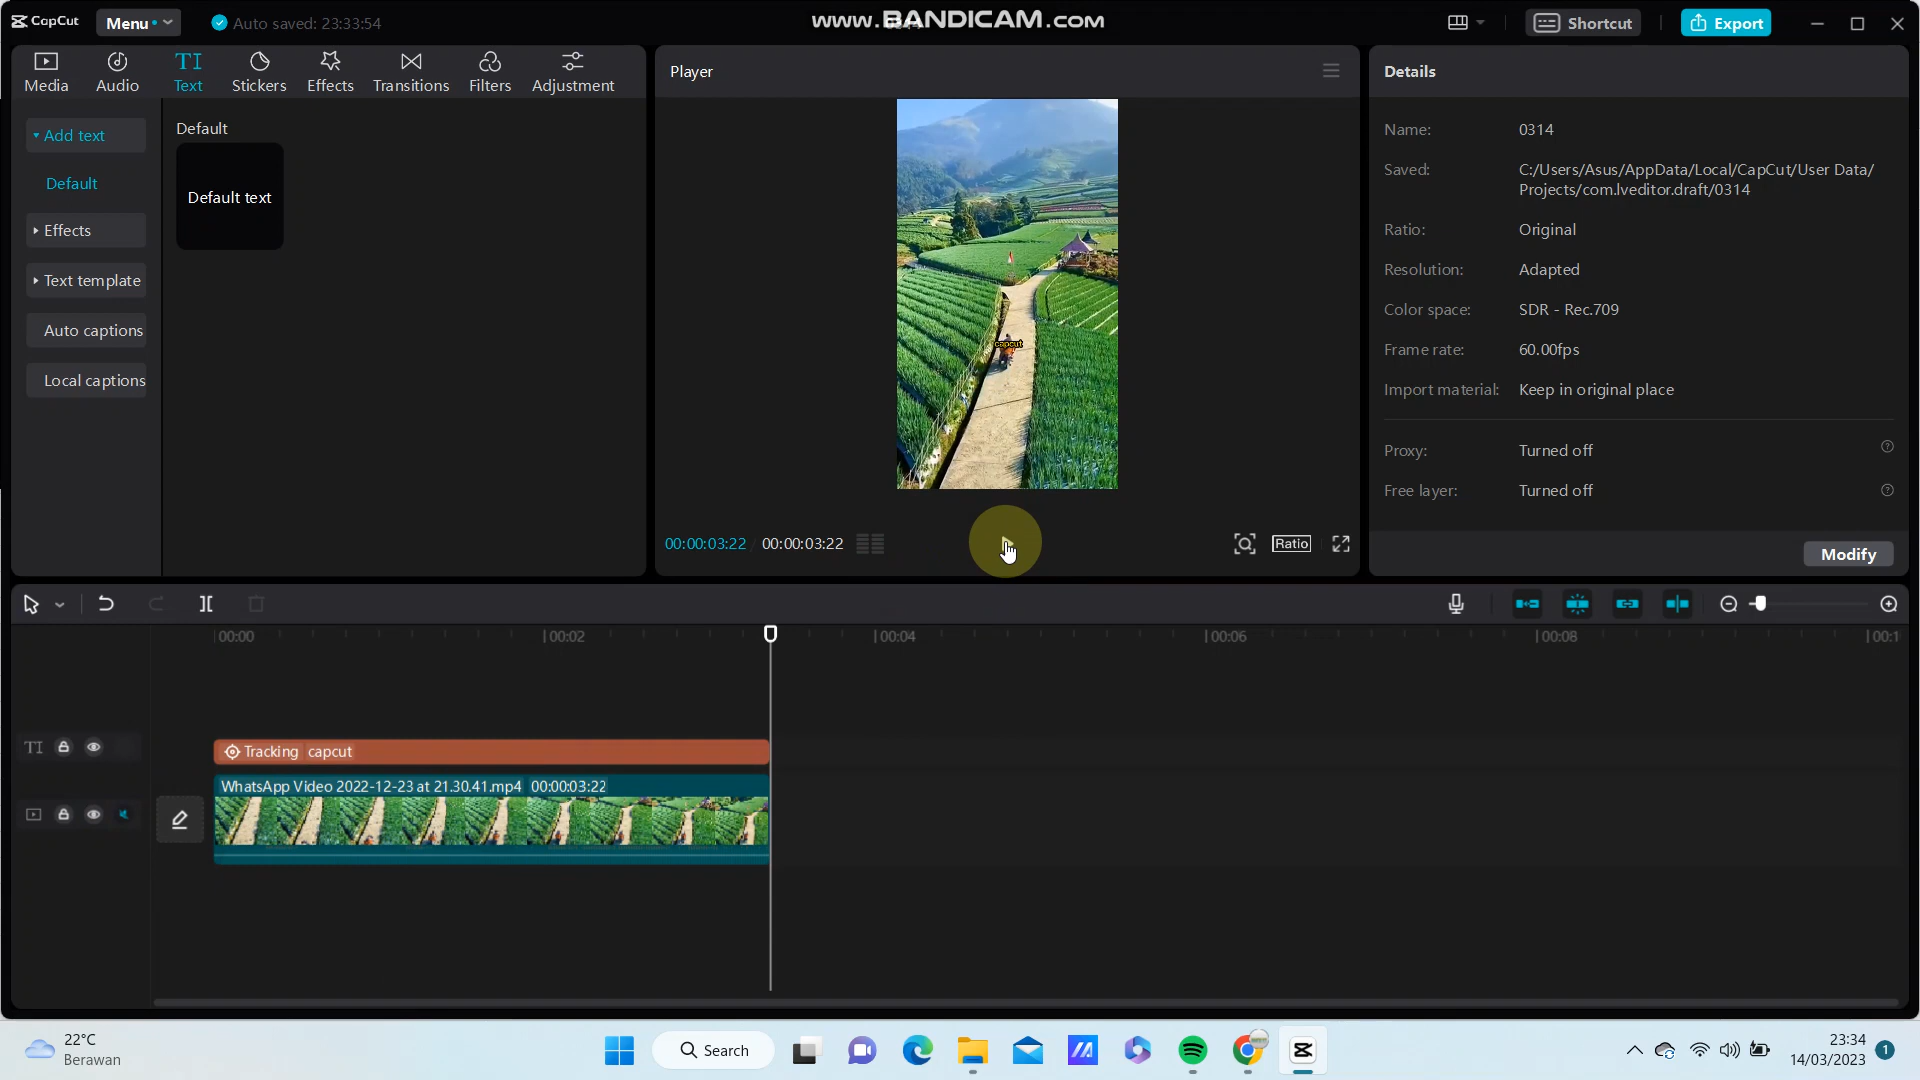 CapCut
Menu
Auto saved: 23:33:54
www.BANDICAM.com
Shortcut
Export
Media
Audio
TI
Text
Stickers
Effects
Transitions
Filters
Adjustment
Add text
Default
Effects
Text template
Auto captions
Local captions
Default
Default text
Player
capcut
00:00:03:22
00:00:03:22
Ratio
Details
Name:
0314
Saved:
C:/Users/Asus/AppData/Local/CapCut/User Data/
Projects/com.lveditor.draft/0314
Ratio:
Original
Resolution:
Adapted
Color space:
SDR - Rec.709
Frame rate:
60.00fps
Import material:
Keep in original place
Proxy:
Turned off
Free layer:
Turned off
Modify
00:00
00:02
00:04
00:06
00:08
00:1
TI
Tracking capcut
WhatsApp Video 2022-12-23 at 21.30.41.mp4 00:00:03:22
22°C
Berawan
Search
23:34
14/03/2023
1